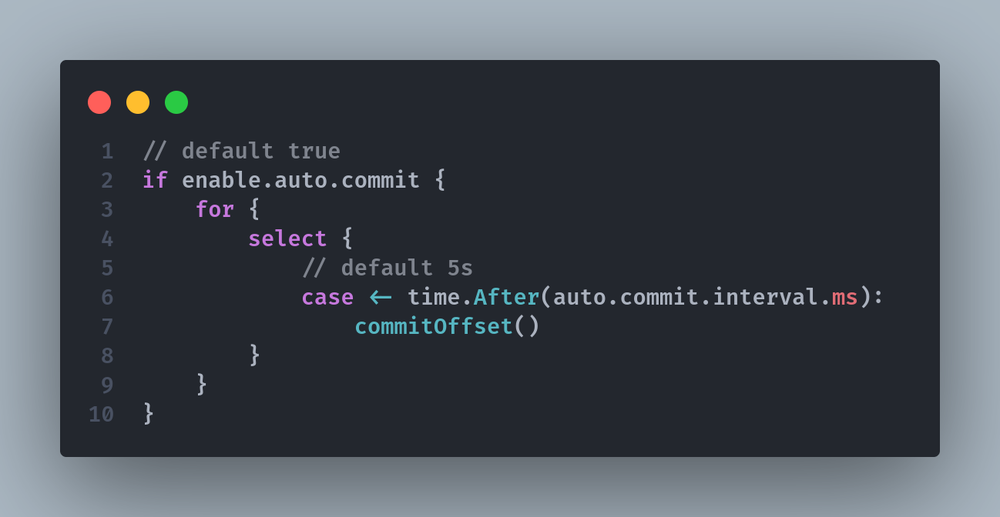 1 // default true
2 if enable.auto.commit {
3     for {
4         select {
5             // default 5s
6             case <- time.After(auto.commit.interval.ms):
7                 commitOffset()
8         }
9     }
10 }